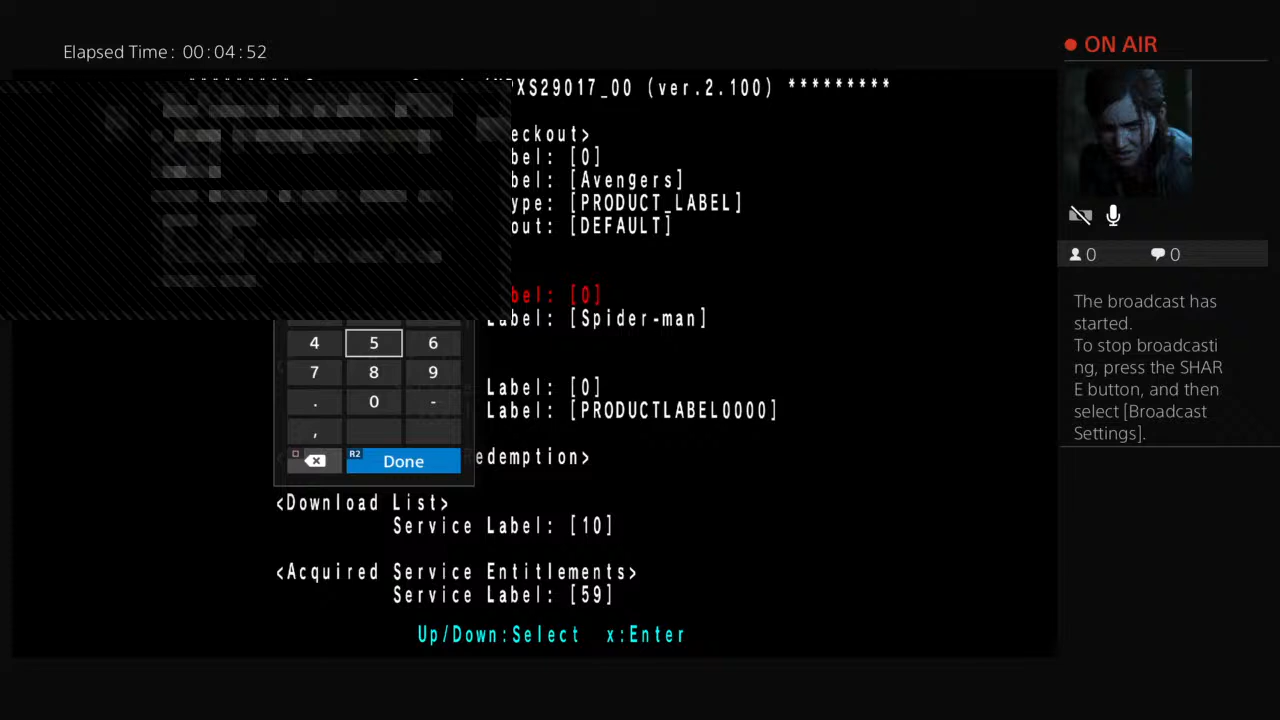 Elapsed Time: 00:04:52
ON AIR
XS29017_00 (ver.2.100) *********
eckout>
bel: [0]
bel: [Avengers]
ype: [PRODUCT_LABEL]
out: [DEFAULT]
0
0
bel: [0]
Label: [Spider-man]
The broadcast has
started.
To stop broadcasti
ng, press the SHAR
E button, and then
select [Broadcast
Settings].
4 5 6
7 8 9
. 0 -
,
R2 Done
Label: [0]
Label: [PRODUCTLABEL0000]
edemption>
<Download List>
Service Label: [10]
<Acquired Service Entitlements>
Service Label: [59]
Up/Down:Select x:Enter